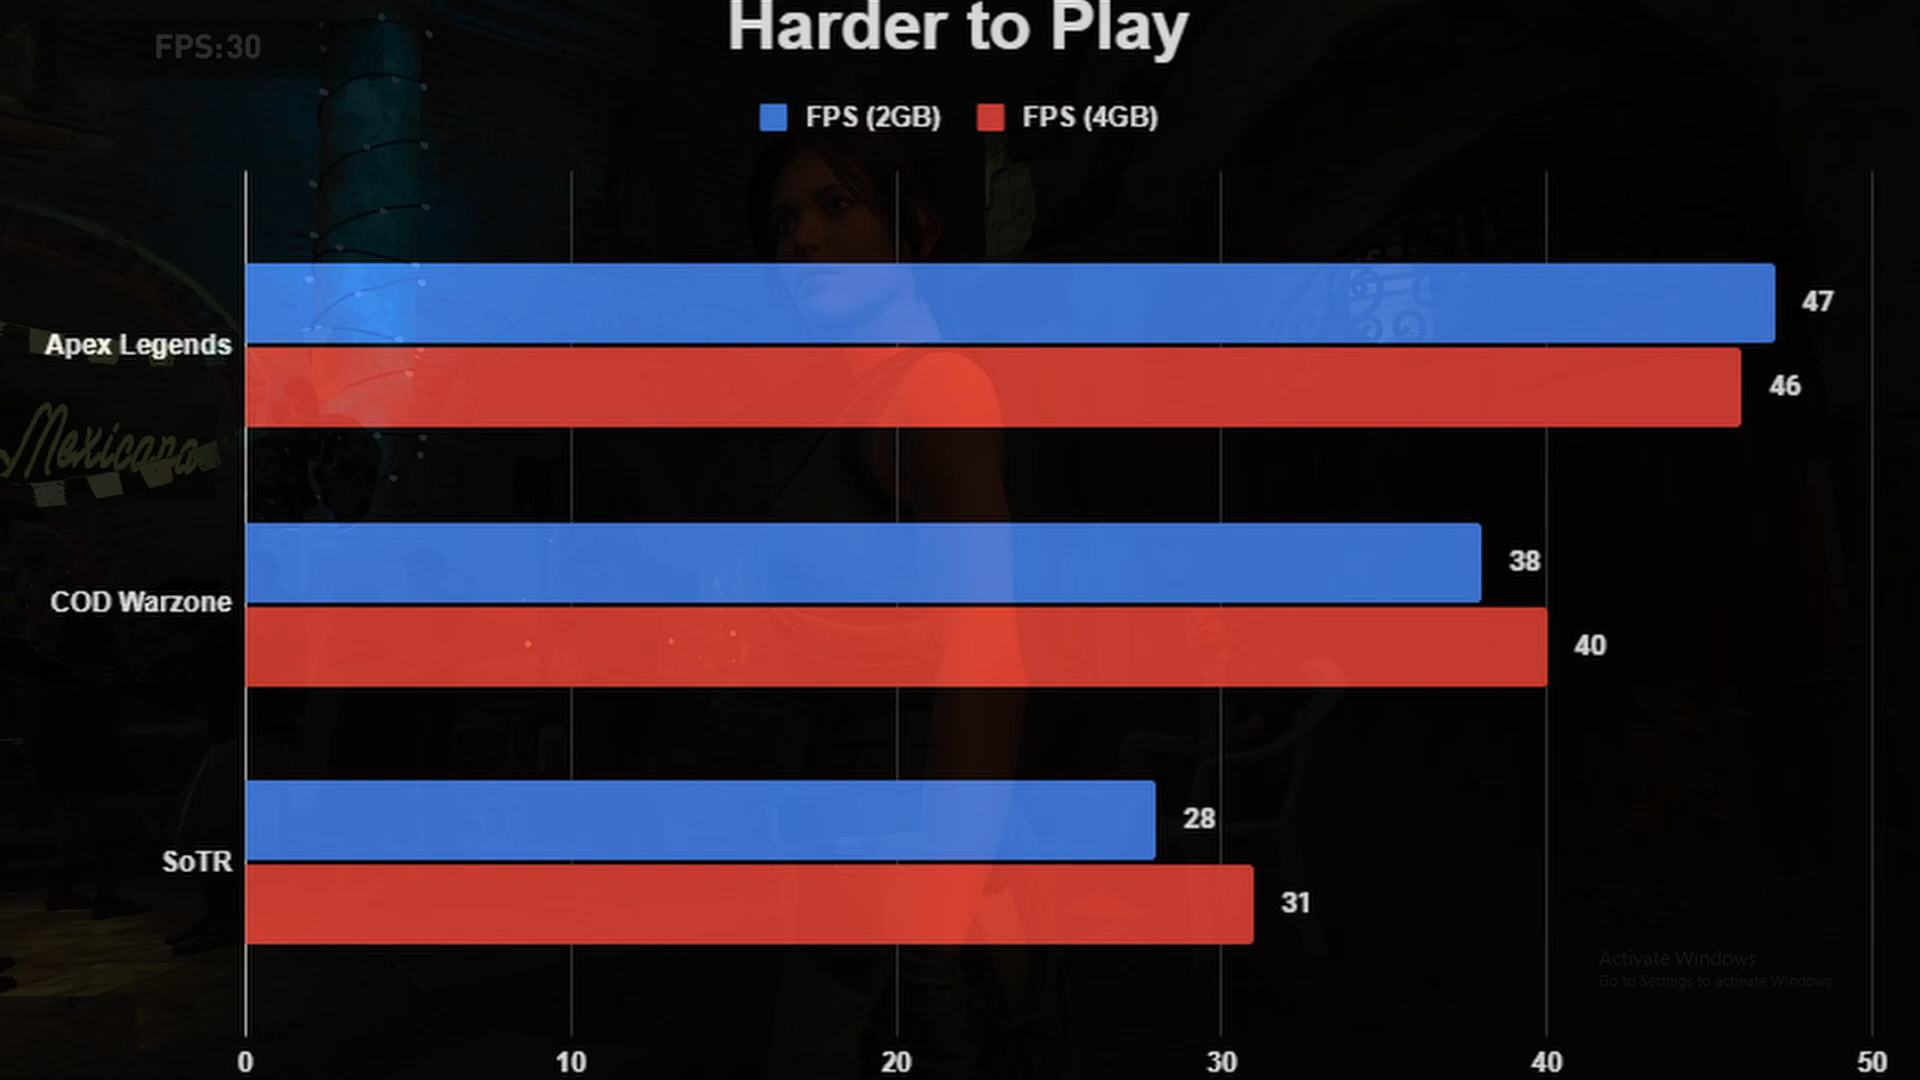 FPS:30
Harder to Play
FPS (2GB) FPS (4GB)
47
Apex Legends
46
Mexicana
38
COD Warzone
40
28
SoTR
31
Activate Windows
Go to Settings to activate Windows.
0 10 20 30 40 50